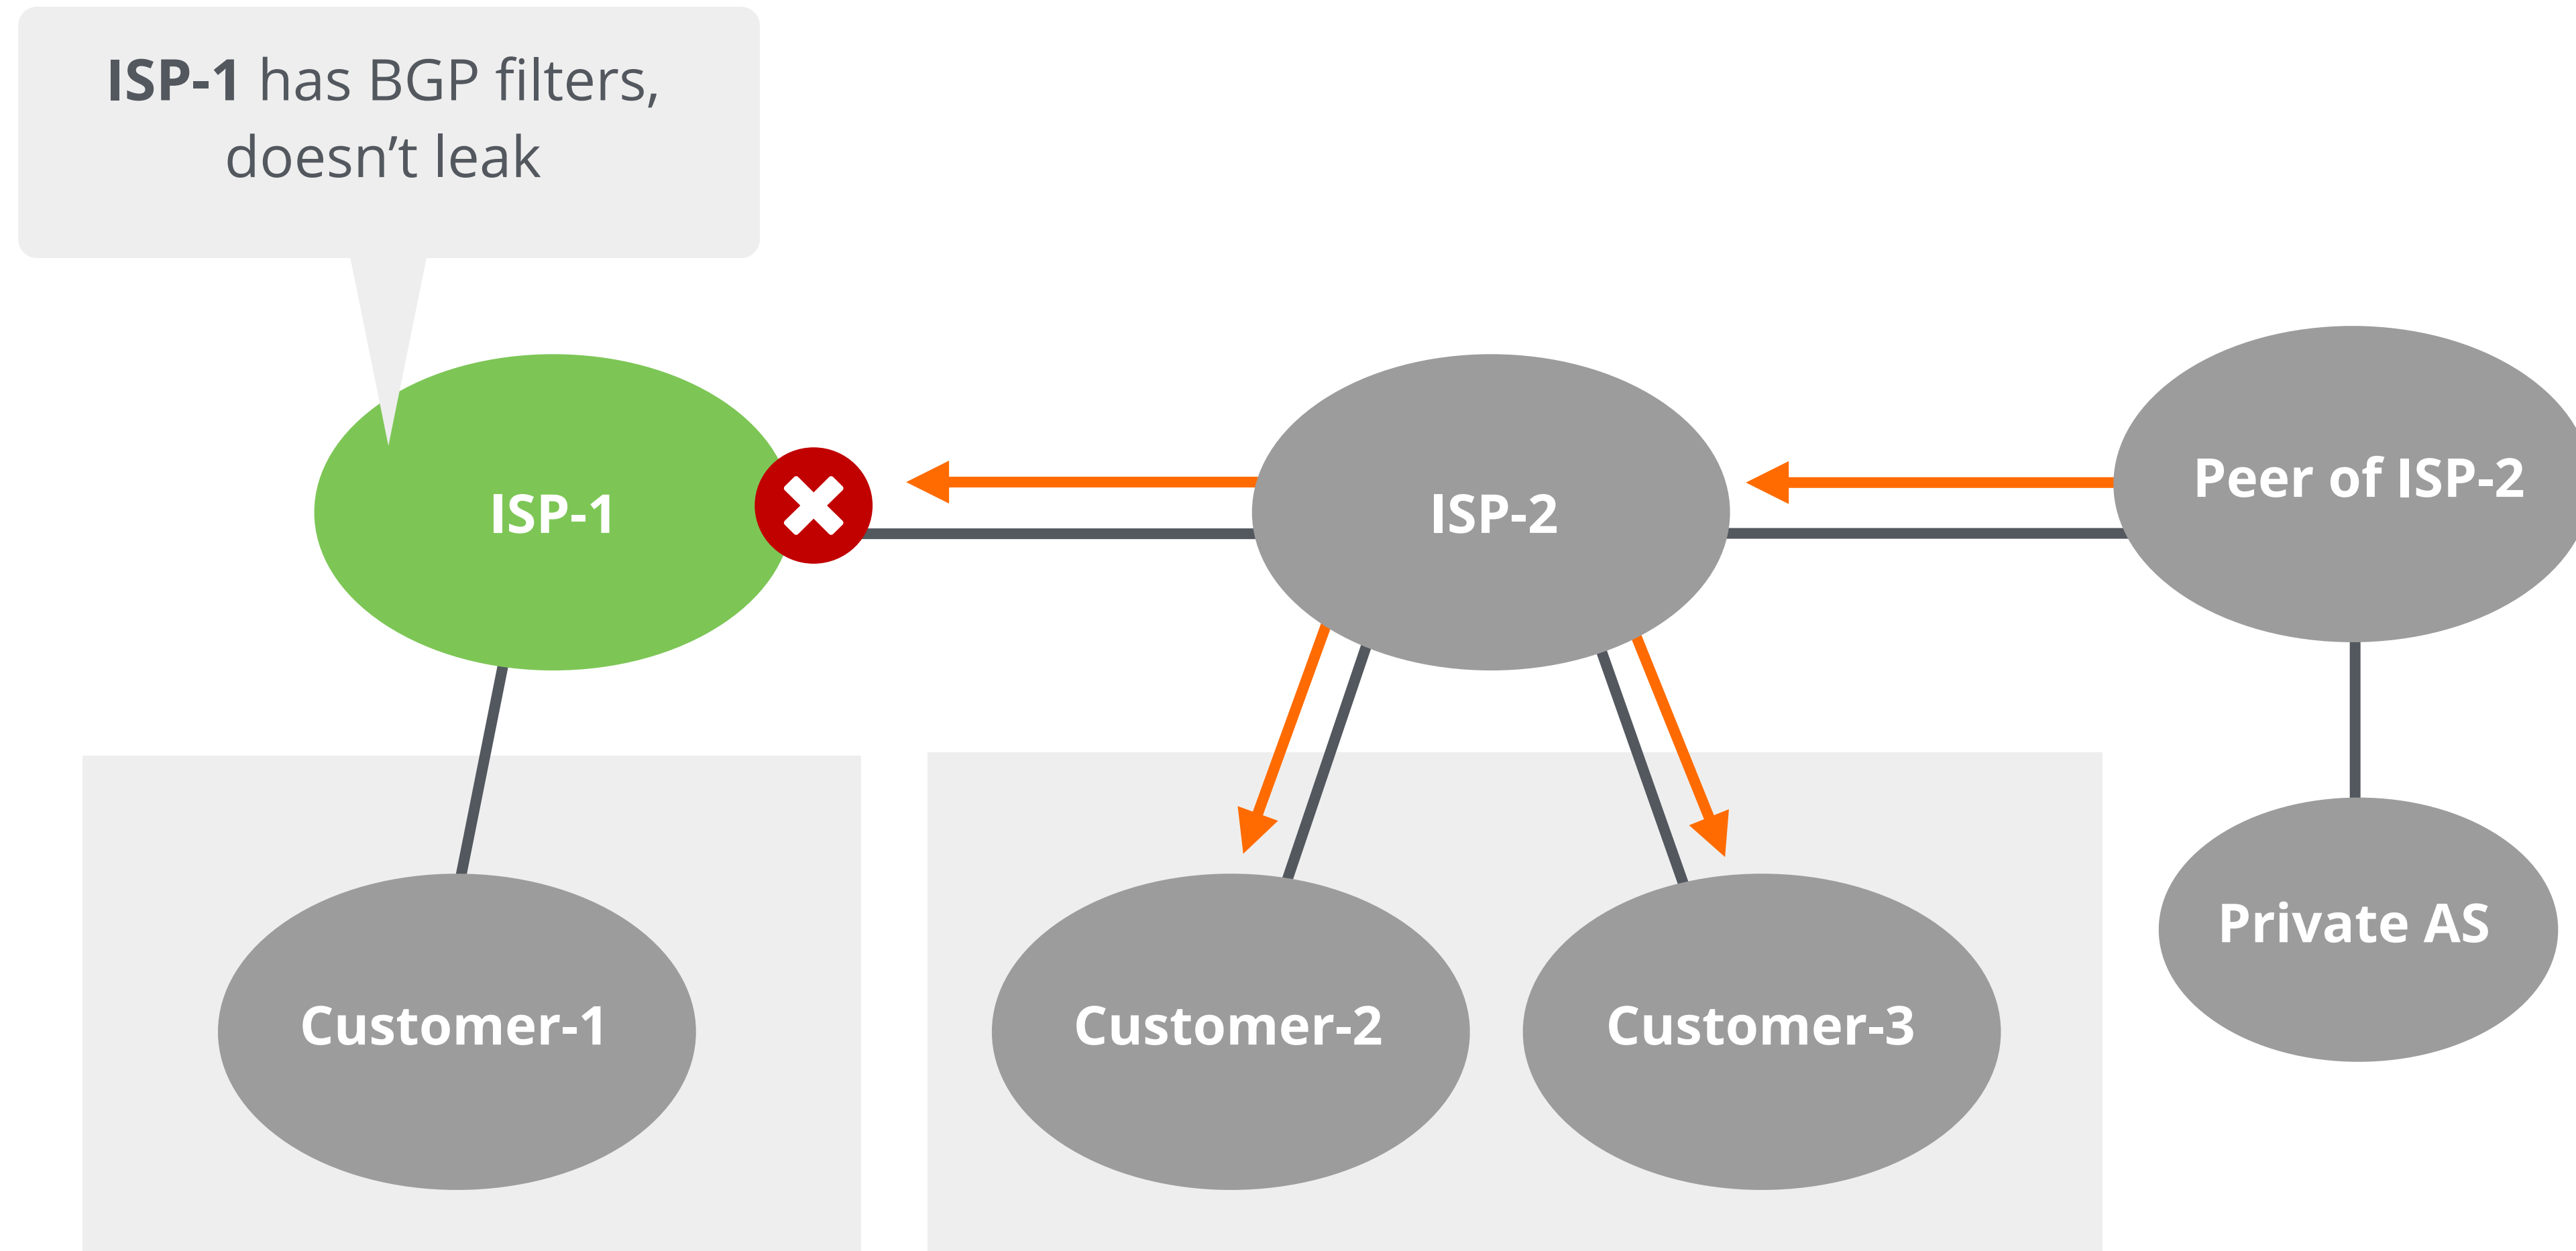 ISP-1 has BGP filters,
doesn’t leak
ISP-1
ISP-2
Peer of ISP-2
Private AS
Customer-1
Customer-2
Customer-3